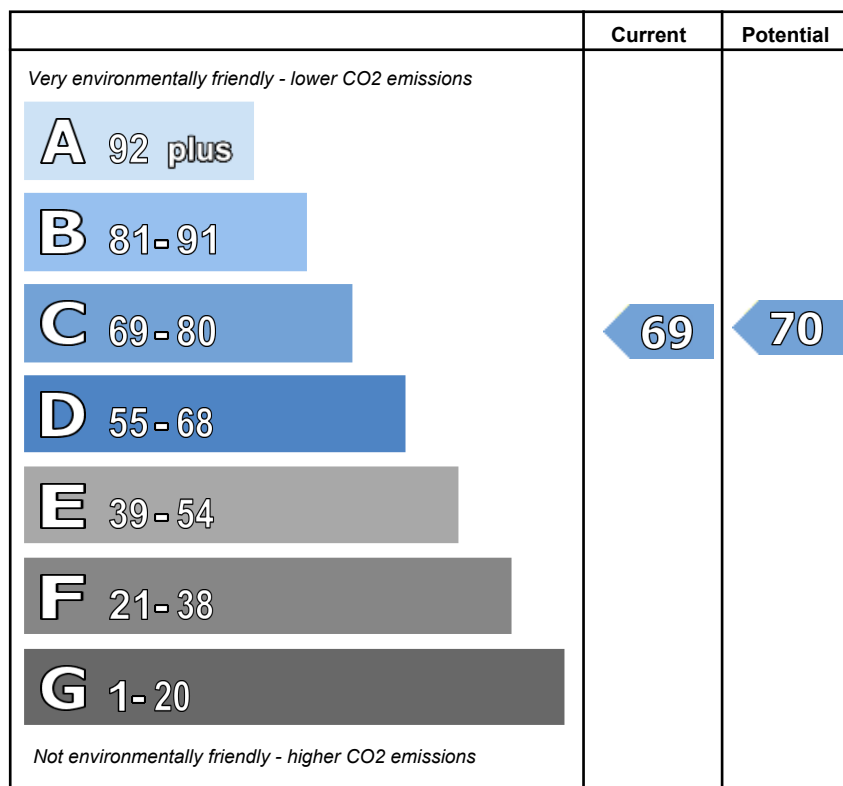 Current Potential
Very environmentally friendly - lower CO2 emissions
A 92 plus
B 81-91
C 69-80
69 70
D 55-68
E 39-54
F 21-38
G 1-20
Not environmentally friendly - higher CO2 emissions